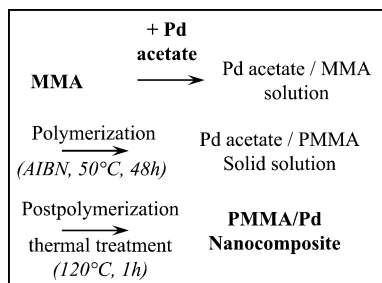 + Pd
acetate
MMA
Pd acetate / MMA
solution
Polymerization
(AIBN, 50°C, 48h)
Pd acetate / PMMA
Solid solution
Postpolymerization
thermal treatment
(120°C, 1h)
PMMA/Pd
Nanocomposite